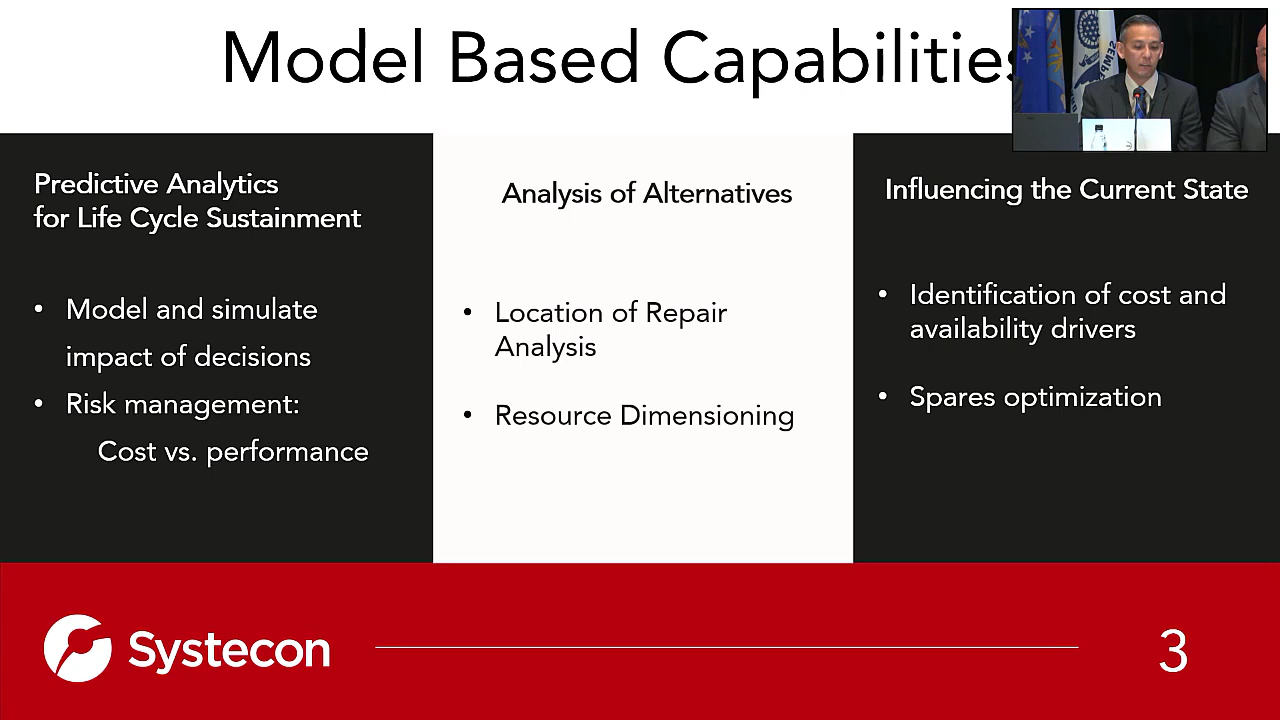 Model Based Capabilities
Predictive Analytics
for Life Cycle Sustainment
• Model and simulate
impact of decisions
• Risk management:
Cost vs. performance
Analysis of Alternatives
• Location of Repair
Analysis
• Resource Dimensioning
Influencing the Current State
• Identification of cost and
availability drivers
• Spares optimization
Systecon
3